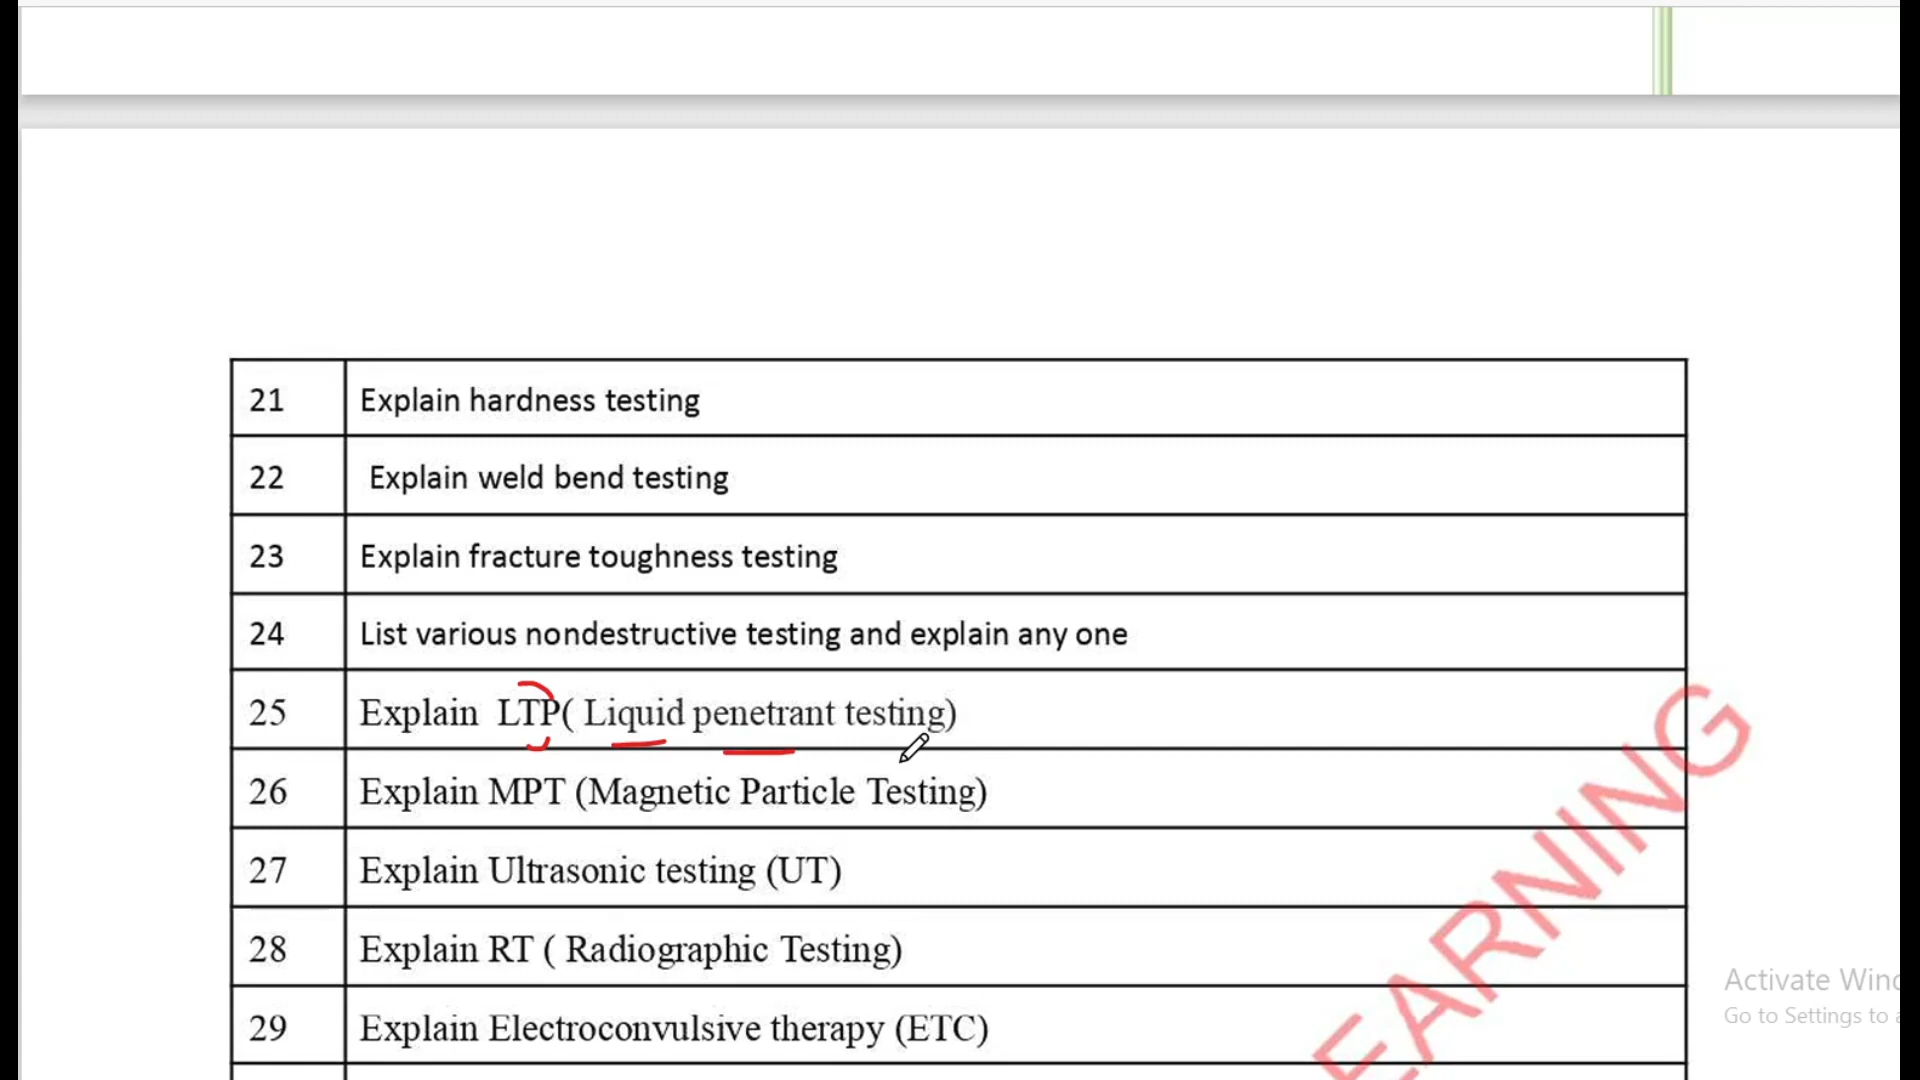 21 Explain hardness testing
22 Explain weld bend testing
23 Explain fracture toughness testing
24 List various nondestructive testing and explain any one
25 Explain LTP( Liquid penetrant testing)
26 Explain MPT (Magnetic Particle Testing)
27 Explain Ultrasonic testing (UT)
28 Explain RT ( Radiographic Testing)
29 Explain Electroconvulsive therapy (ETC)
EARNING
Activate Winc
Go to Settings to a